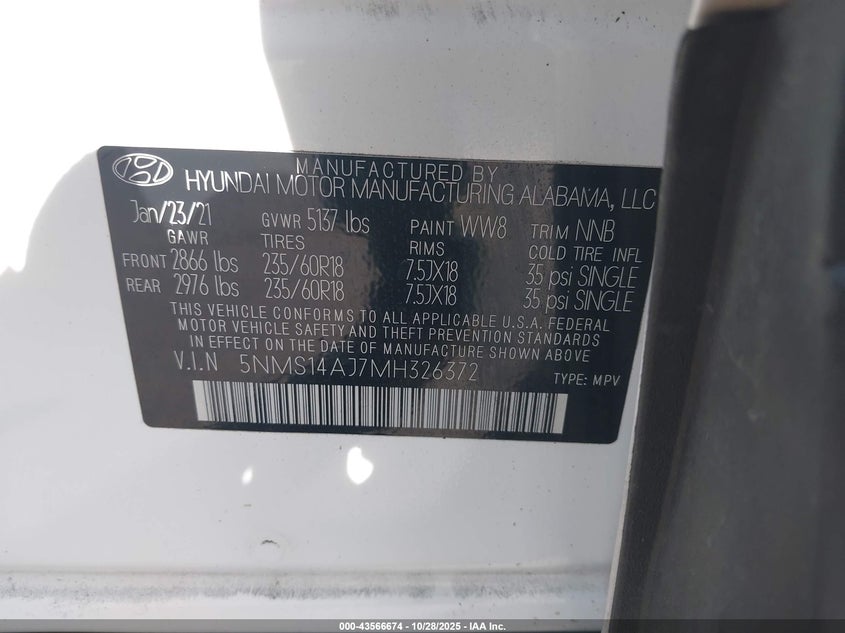 MANUFACTURED BY
HYUNDAI MOTOR MANUFACTURING ALABAMA, LLC
Jan/23/21 GVWR 5137 lbs PAINT WW8 TRIM NNB
GAWR TIRES RIMS COLD TIRE INFL
FRONT 2866 lbs 235/60R18 7.5JX18 35 psi SINGLE
REAR 2976 lbs 235/60R18 7.5JX18 35 psi SINGLE
THIS VEHICLE CONFORMS TO ALL APPLICABLE U.S.A. FEDERAL
MOTOR VEHICLE SAFETY AND THEFT PREVENTION STANDARDS
IN EFFECT ON THE DATE OF MANUFACTURE SHOWN ABOVE
V.I.N 5NMS14AJ7MH326372 TYPE: MPV
000-43566674 | 10/28/2025 - IAA Inc.